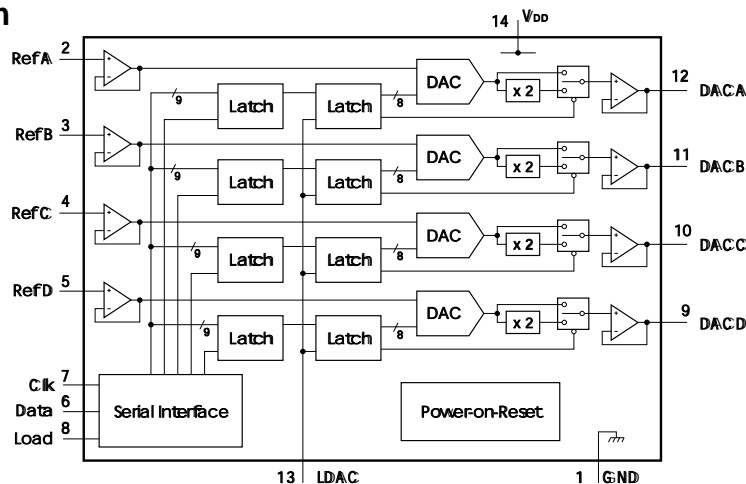 n
14 VDD
RefA 2
DAC
12 DACA
x 2
9
8
Latch Latch
RefB 3
DAC
11 DACB
x 2
9
8
Latch Latch
RefC 4
DAC
10 DACC
x 2
9
8
Latch Latch
RefD 5
DAC
9 DACD
x 2
9
8
Latch Latch
Clk 7
Data 6
Load 8
Serial Interface
Power-on-Reset
13 LDAC
1 GND